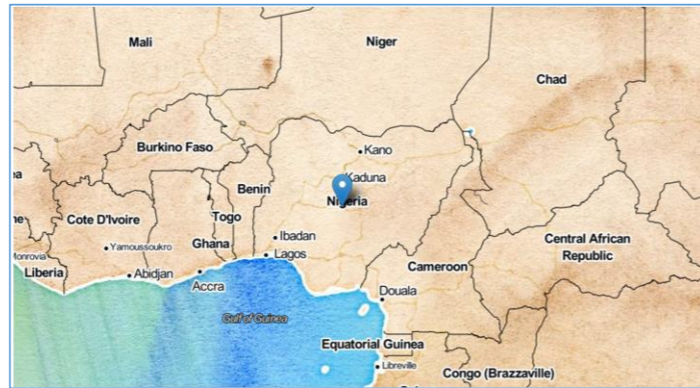 Mali
Niger
Chad
Burkino Faso
Kano
Kaduna
Benin
Nigeria
Togo
Cote D'Ivoire
Ghana
Ibadan
Yamoussoukro
Lagos
Central African
Republic
Monrovia
Liberia
Abidjan
Accra
Cameroon
Douala
Gulf of Guinea
Equatorial Guinea
Libreville
Congo (Brazzaville)